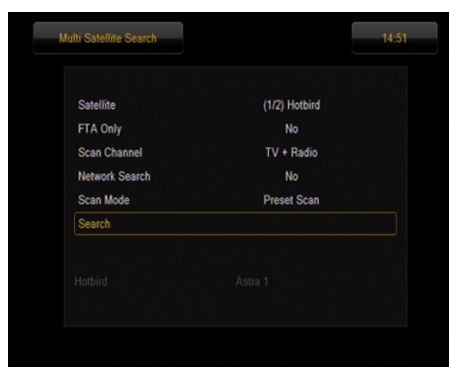 Multi Satellite Search 14:51
Satellite (1/2) Hotbird
FTA Only No
Scan Channel TV + Radio
Network Search No
Scan Mode Preset Scan
Search
Hotbird Astra 1